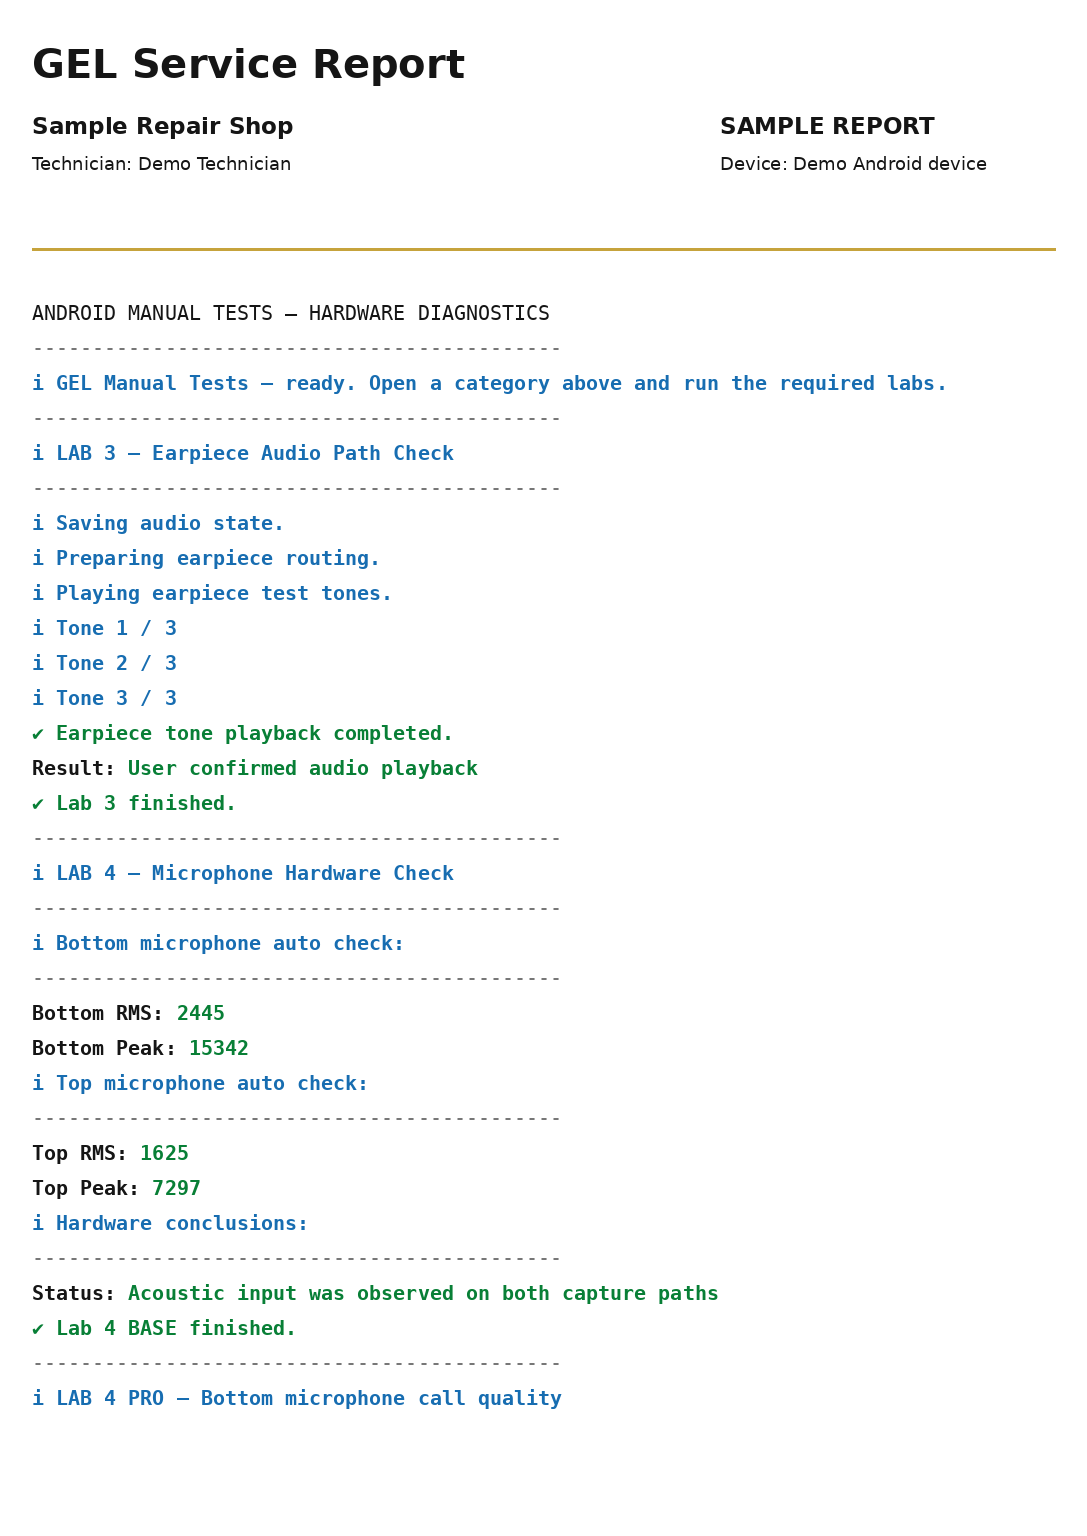 GEL Service Report
Sample Repair Shop
SAMPLE REPORT
Technician: Demo Technician
Device: Demo Android device
ANDROID MANUAL TESTS — HARDWARE DIAGNOSTICS
--------------------------------------------
i GEL Manual Tests — ready. Open a category above and run the required labs.
--------------------------------------------
i LAB 3 — Earpiece Audio Path Check
--------------------------------------------
i Saving audio state.
i Preparing earpiece routing.
i Playing earpiece test tones.
i Tone 1 / 3
i Tone 2 / 3
i Tone 3 / 3
✔ Earpiece tone playback completed.
Result: User confirmed audio playback
✔ Lab 3 finished.
--------------------------------------------
i LAB 4 — Microphone Hardware Check
--------------------------------------------
i Bottom microphone auto check:
--------------------------------------------
Bottom RMS: 2445
Bottom Peak: 15342
i Top microphone auto check:
--------------------------------------------
Top RMS: 1625
Top Peak: 7297
i Hardware conclusions:
--------------------------------------------
Status: Acoustic input was observed on both capture paths
✔ Lab 4 BASE finished.
--------------------------------------------
i LAB 4 PRO — Bottom microphone call quality